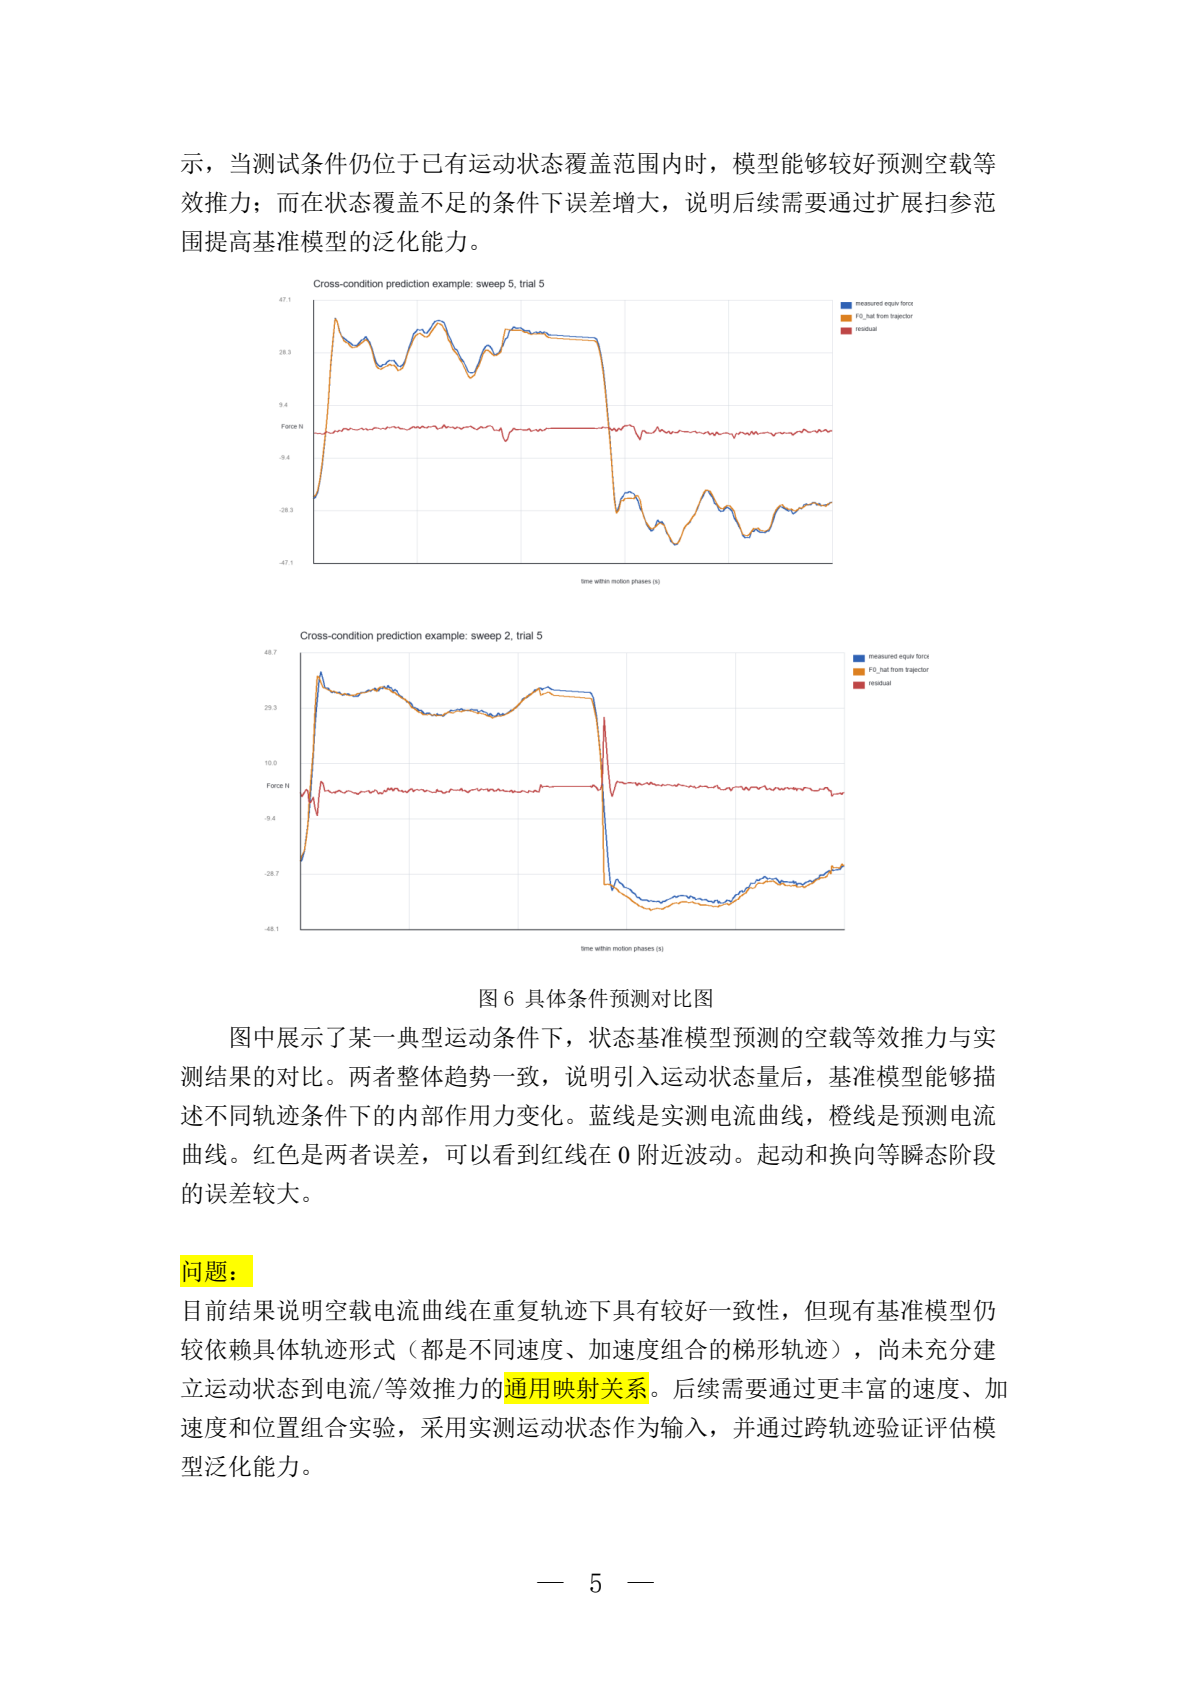 示，当测试条件仍位于已有运动状态覆盖范围内时，模型能够较好预测空载等
效推力；而在状态覆盖不足的条件下误差增大，说明后续需要通过扩展扫参范
围提高基准模型的泛化能力。
Cross-condition prediction example: sweep 5, trial 5
47.1
measured equiv force
F0_hat from trajector
residual
28.3
9.4
Force N
-9.4
-28.3
-47.1
time within motion phases (s)
Cross-condition prediction example: sweep 2, trial 5
48.7
measured equiv force
F0_hat from trajector
residual
29.3
10.0
Force N
-9.4
-28.7
-48.1
time within motion phases (s)
图 6 具体条件预测对比图
图中展示了某一典型运动条件下，状态基准模型预测的空载等效推力与实
测结果的对比。两者整体趋势一致，说明引入运动状态量后，基准模型能够描
述不同轨迹条件下的内部作用力变化。蓝线是实测电流曲线，橙线是预测电流
曲线。红色是两者误差，可以看到红线在 0 附近波动。起动和换向等瞬态阶段
的误差较大。
问题：
目前结果说明空载电流曲线在重复轨迹下具有较好一致性，但现有基准模型仍
较依赖具体轨迹形式（都是不同速度、加速度组合的梯形轨迹），尚未充分建
立运动状态到电流/等效推力的通用映射关系。后续需要通过更丰富的速度、加
速度和位置组合实验，采用实测运动状态作为输入，并通过跨轨迹验证评估模
型泛化能力。
— 5 —